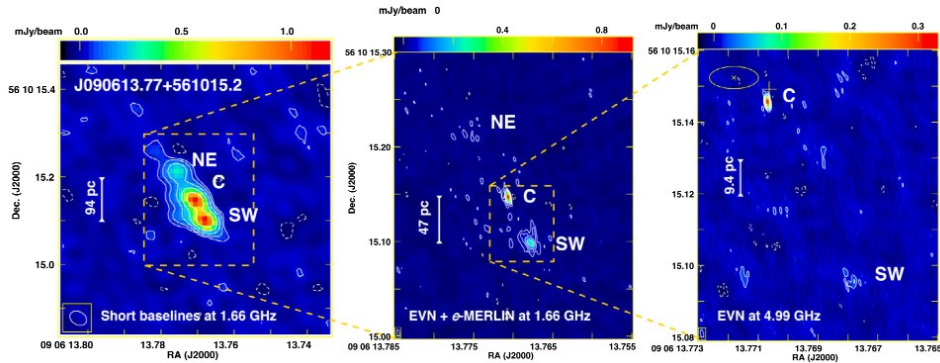 mJy/beam 0.0 0.5 1.0
56 10 15.4
15.2
15.0
Dec. (J2000)
J090613.77+561015.2
NE
C
SW
94 pc
Short baselines at 1.66 GHz
09 06 13.80 13.78 13.76 13.74
RA (J2000)
mJy/beam 0 0.4 0.8
56 10 15.30
15.20
15.10
15.00
Dec. (J2000)
NE
C
SW
47 pc
EVN + e-MERLIN at 1.66 GHz
09 06 13.785 13.775 13.765 13.755
RA (J2000)
mJy/beam 0 0.1 0.2 0.3
56 10 15.16
15.14
15.12
15.10
15.08
C
9.4 pc
SW
EVN at 4.99 GHz
09 06 13.773 13.771 13.769 13.767 13.765
RA (J2000)